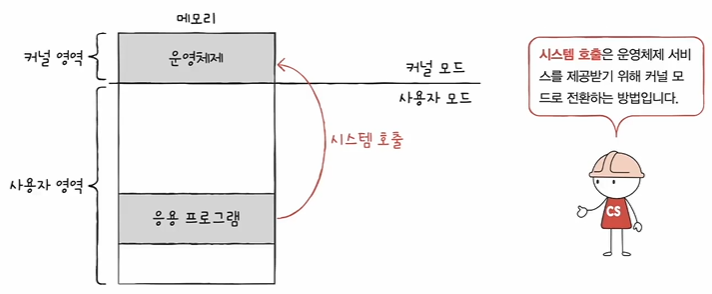 메모리
커널 영역
운영체제
커널 모드
사용자 모드
시스템 호출
사용자 영역
응용 프로그램
시스템 호출은 운영체제 서비
스를 제공받기 위해 커널 모
드로 전환하는 방법입니다.
CS